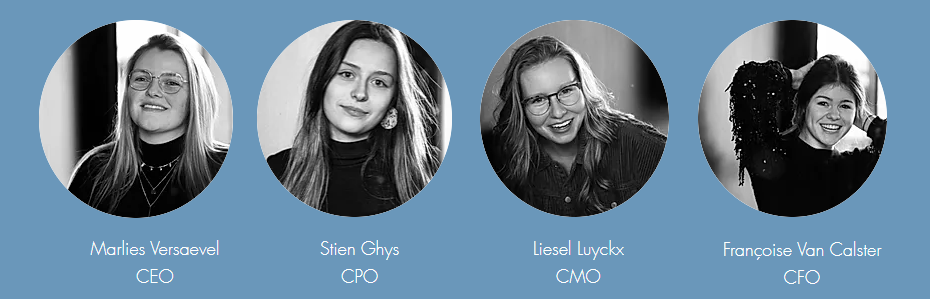 Marlies Versaevel
CEO
Stien Ghys
CPO
Liesel Luyckx
CMO
Françoise Van Calster
CFO